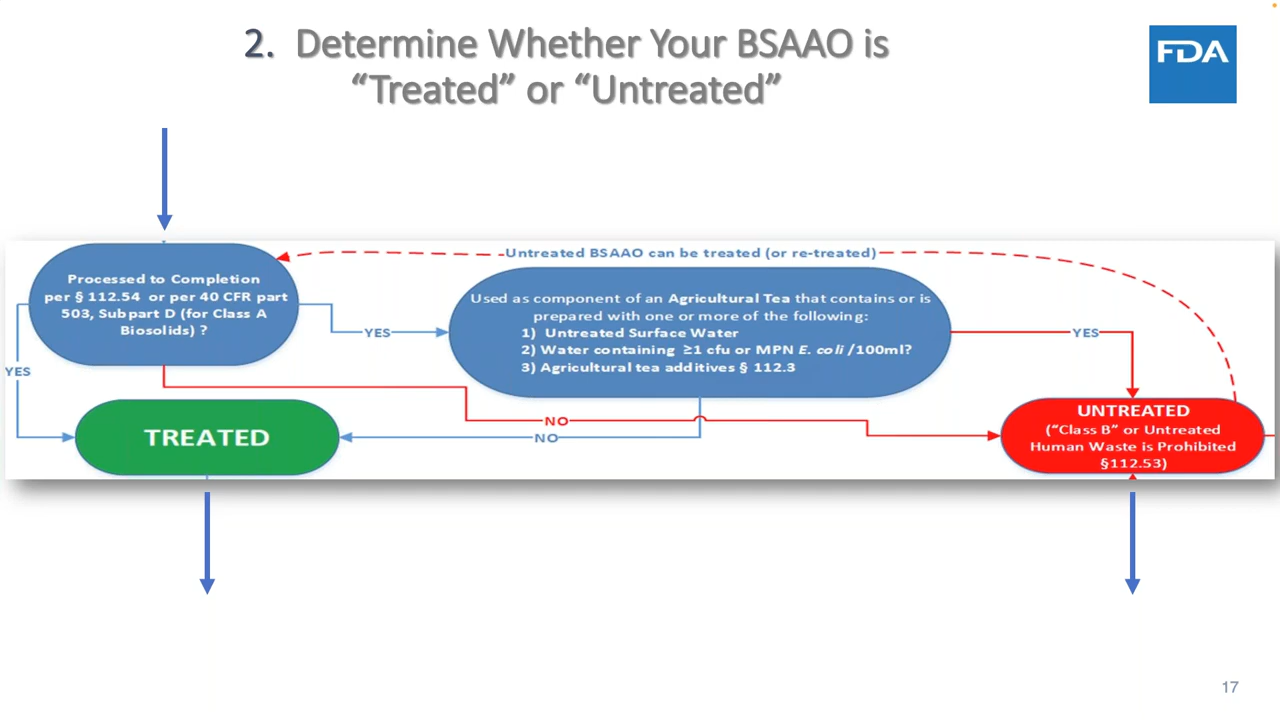 2. Determine Whether Your BSAAO is
“Treated” or “Untreated”
FDA
Untreated BSAAO can be treated (or re-treated)
Processed to Completion
per § 112.54 or per 40 CFR part
503, Subpart D (for Class A
Biosolids) ?
Used as component of an Agricultural Tea that contains or is
prepared with one or more of the following:
1) Untreated Surface Water
2) Water containing ≥1 cfu or MPN E. coli /100ml?
3) Agricultural tea additives § 112.3
YES
YES
YES
NO
NO
TREATED
UNTREATED
(“Class B” or Untreated
Human Waste is Prohibited
§112.53)
17